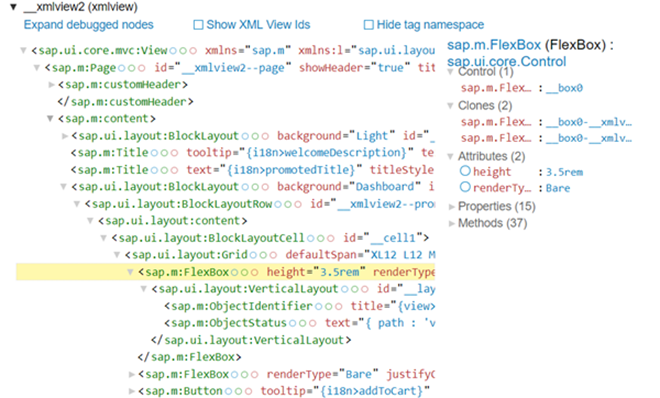 __xmlview2 (xmlview)
Expand debugged nodes Show XML View Ids Hide tag namespace
<sap.ui.core.mvc:View xmlns="sap.m" xmlns:l="sap.ui.layou
<sap.m:Page id="__xmlview2--page" showHeader="true" titl
<sap.m:customHeader>
</sap.m:customHeader>
<sap.m:content>
<sap.ui.layout:BlockLayout background="Light" id="_
<sap.m:Title tooltip="{i18n>welcomeDescription}" te
<sap.m:Title text="{i18n>promotedTitle}" titleStyle
<sap.ui.layout:BlockLayout background="Dashboard" i
<sap.ui.layout:BlockLayoutRow id="__xmlview2--pro
<sap.ui.layout:content>
<sap.ui.layout:BlockLayoutCell id="__cell1">
<sap.ui.layout:Grid defaultSpan="XL12 L12 M
<sap.m:FlexBox height="3.5rem" renderType
<sap.ui.layout:VerticalLayout id="__lay
<sap.m:ObjectIdentifier title="{view>
<sap.m:ObjectStatus text="{ path : 'v
</sap.ui.layout:VerticalLayout>
</sap.m:FlexBox>
<sap.m:FlexBox renderType="Bare" justifyC
<sap.m:Button tooltip="{i18n>addToCart}"
sap.m.FlexBox (FlexBox) :
sap.ui.core.Control
Control (1)
sap.m.Flex… : __box0
Clones (2)
sap.m.Flex… : __box0-__xmlv…
sap.m.Flex… : __box0-__xmlv…
Attributes (2)
height : 3.5rem
renderTy… : Bare
Properties (15)
Methods (37)